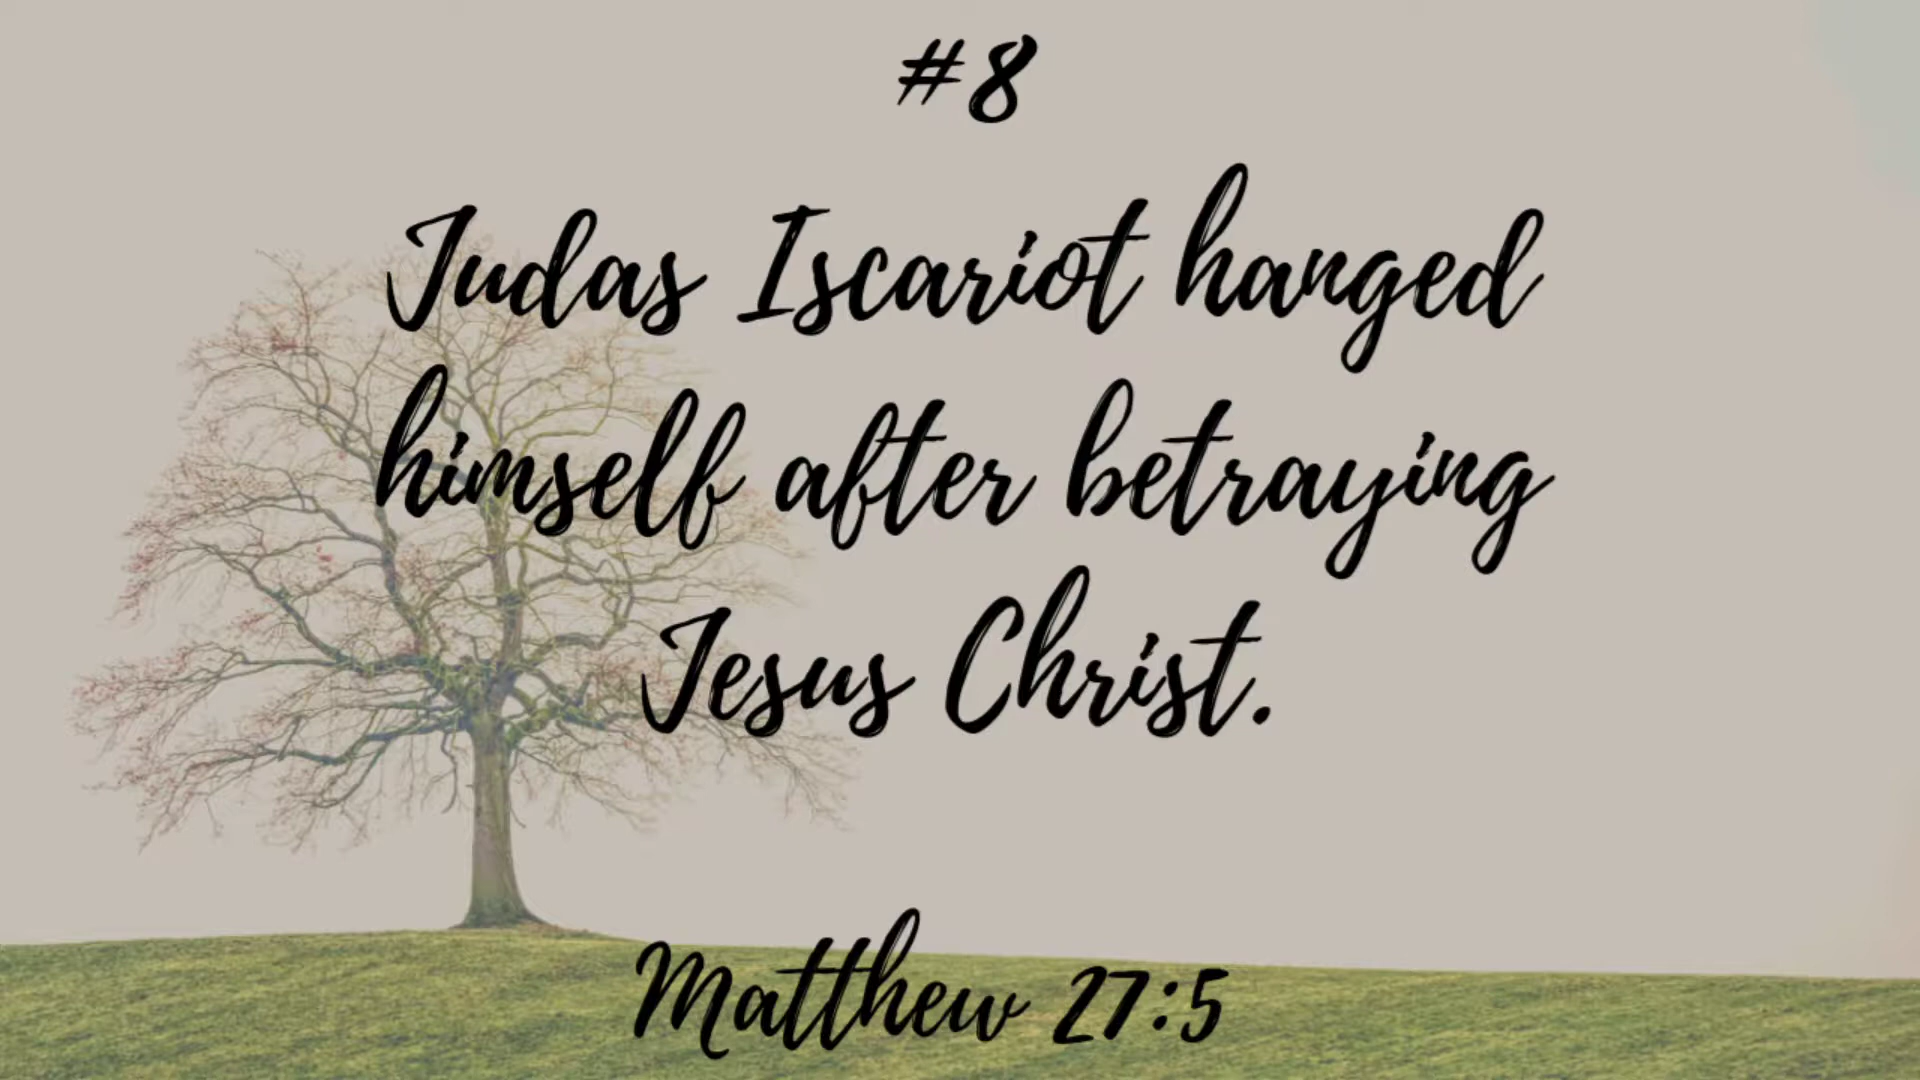 #8
Judas Iscariot hanged
himself after betraying
Jesus Christ.
Matthew 27:5